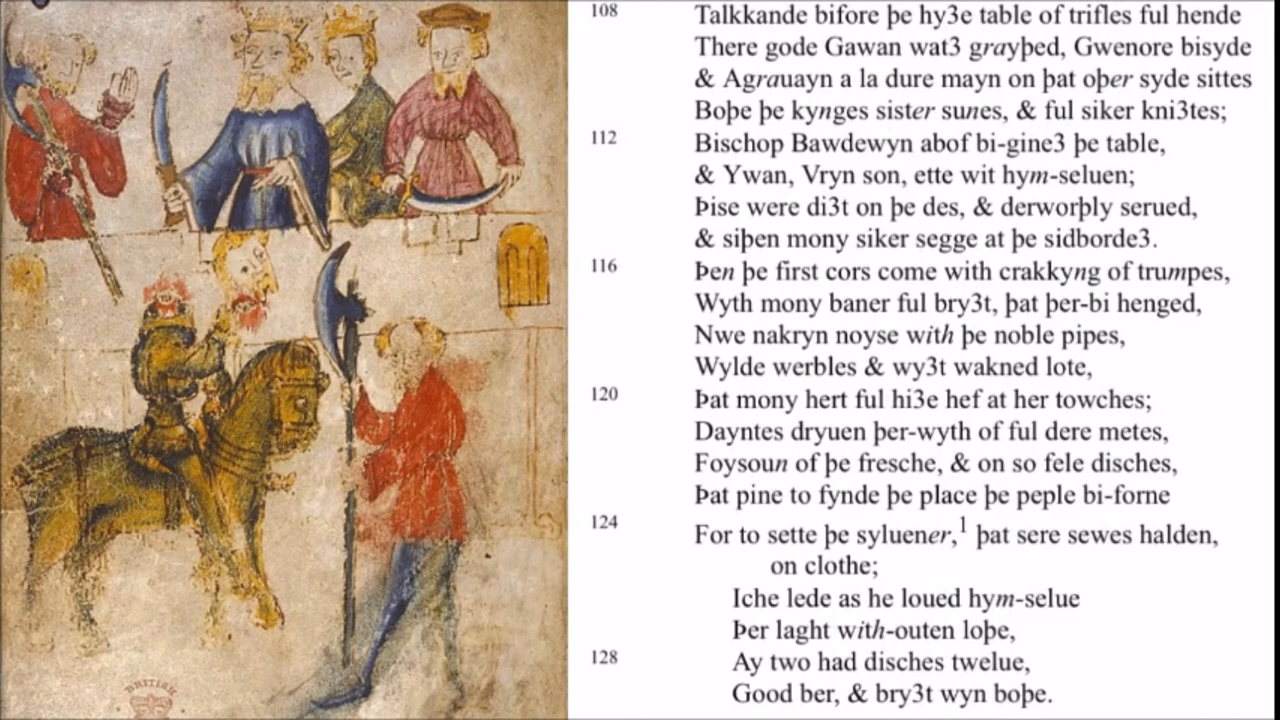 108
Talkkande bifore þe hy3e table of trifles ful hende
There gode Gawan wat3 grayþed, Gwenore bisyde
& Agrauayn a la dure mayn on þat oþer syde sittes
Boþe þe kynges sister sunes, & ful siker kni3tes;
112
Bischop Bawdewyn abof bi-gine3 þe table,
& Ywan, Vryn son, ette wit hym-seluen;
Þise were di3t on þe des, & derworþly serued,
& siþen mony siker segge at þe sidborde3.
116
Þen þe first cors come with crakkyng of trumpes,
Wyth mony baner ful bry3t, þat þer-bi henged,
Nwe nakryn noyse with þe noble pipes,
Wylde werbles & wy3t wakned lote,
120
Þat mony hert ful hi3e hef at her towches;
Dayntes dryuen þer-wyth of ful dere metes,
Foysoun of þe fresche, & on so fele disches,
Þat pine to fynde þe place þe peple bi-forne
124
For to sette þe syluener,1 þat sere sewes halden,
on clothe;
Iche lede as he loued hym-selue
Þer laght with-outen loþe,
128
Ay two had disches twelue,
Good ber, & bry3t wyn boþe.
BRITISH